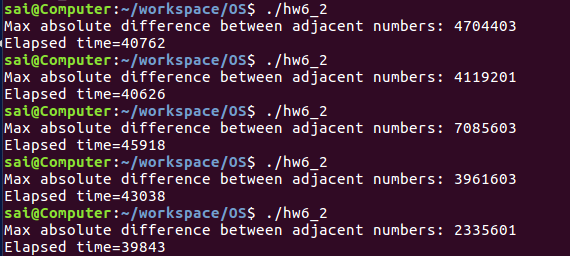 sai@Computer:~/workspace/OS$ ./hw6_2
Max absolute difference between adjacent numbers: 4704403
Elapsed time=40762
sai@Computer:~/workspace/OS$ ./hw6_2
Max absolute difference between adjacent numbers: 4119201
Elapsed time=40626
sai@Computer:~/workspace/OS$ ./hw6_2
Max absolute difference between adjacent numbers: 7085603
Elapsed time=45918
sai@Computer:~/workspace/OS$ ./hw6_2
Max absolute difference between adjacent numbers: 3961603
Elapsed time=43038
sai@Computer:~/workspace/OS$ ./hw6_2
Max absolute difference between adjacent numbers: 2335601
Elapsed time=39843